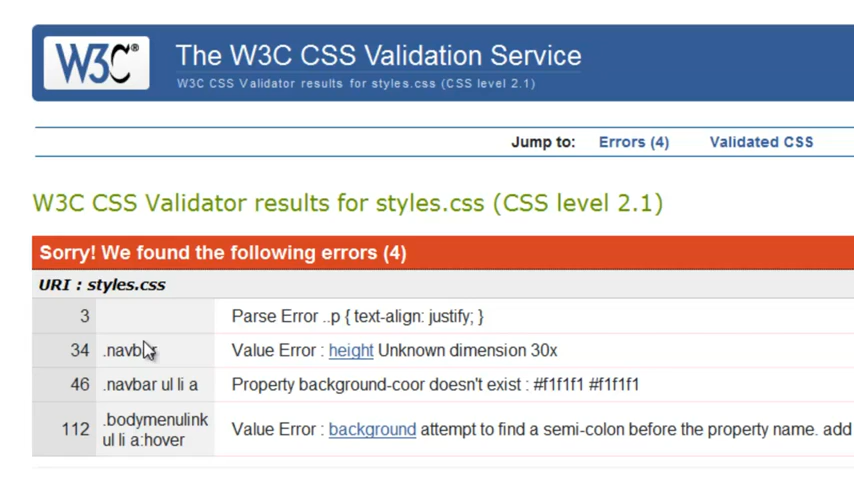 W3C®
The W3C CSS Validation Service
W3C CSS Validator results for styles.css (CSS level 2.1)
Jump to: Errors (4) Validated CSS
W3C CSS Validator results for styles.css (CSS level 2.1)
Sorry! We found the following errors (4)
URI : styles.css
3 Parse Error ..p { text-align: justify; }
34 .navbar Value Error : height Unknown dimension 30x
46 .navbar ul li a Property background-coor doesn't exist : #f1f1f1 #f1f1f1
112 .bodymenulink ul li a:hover Value Error : background attempt to find a semi-colon before the property name. add